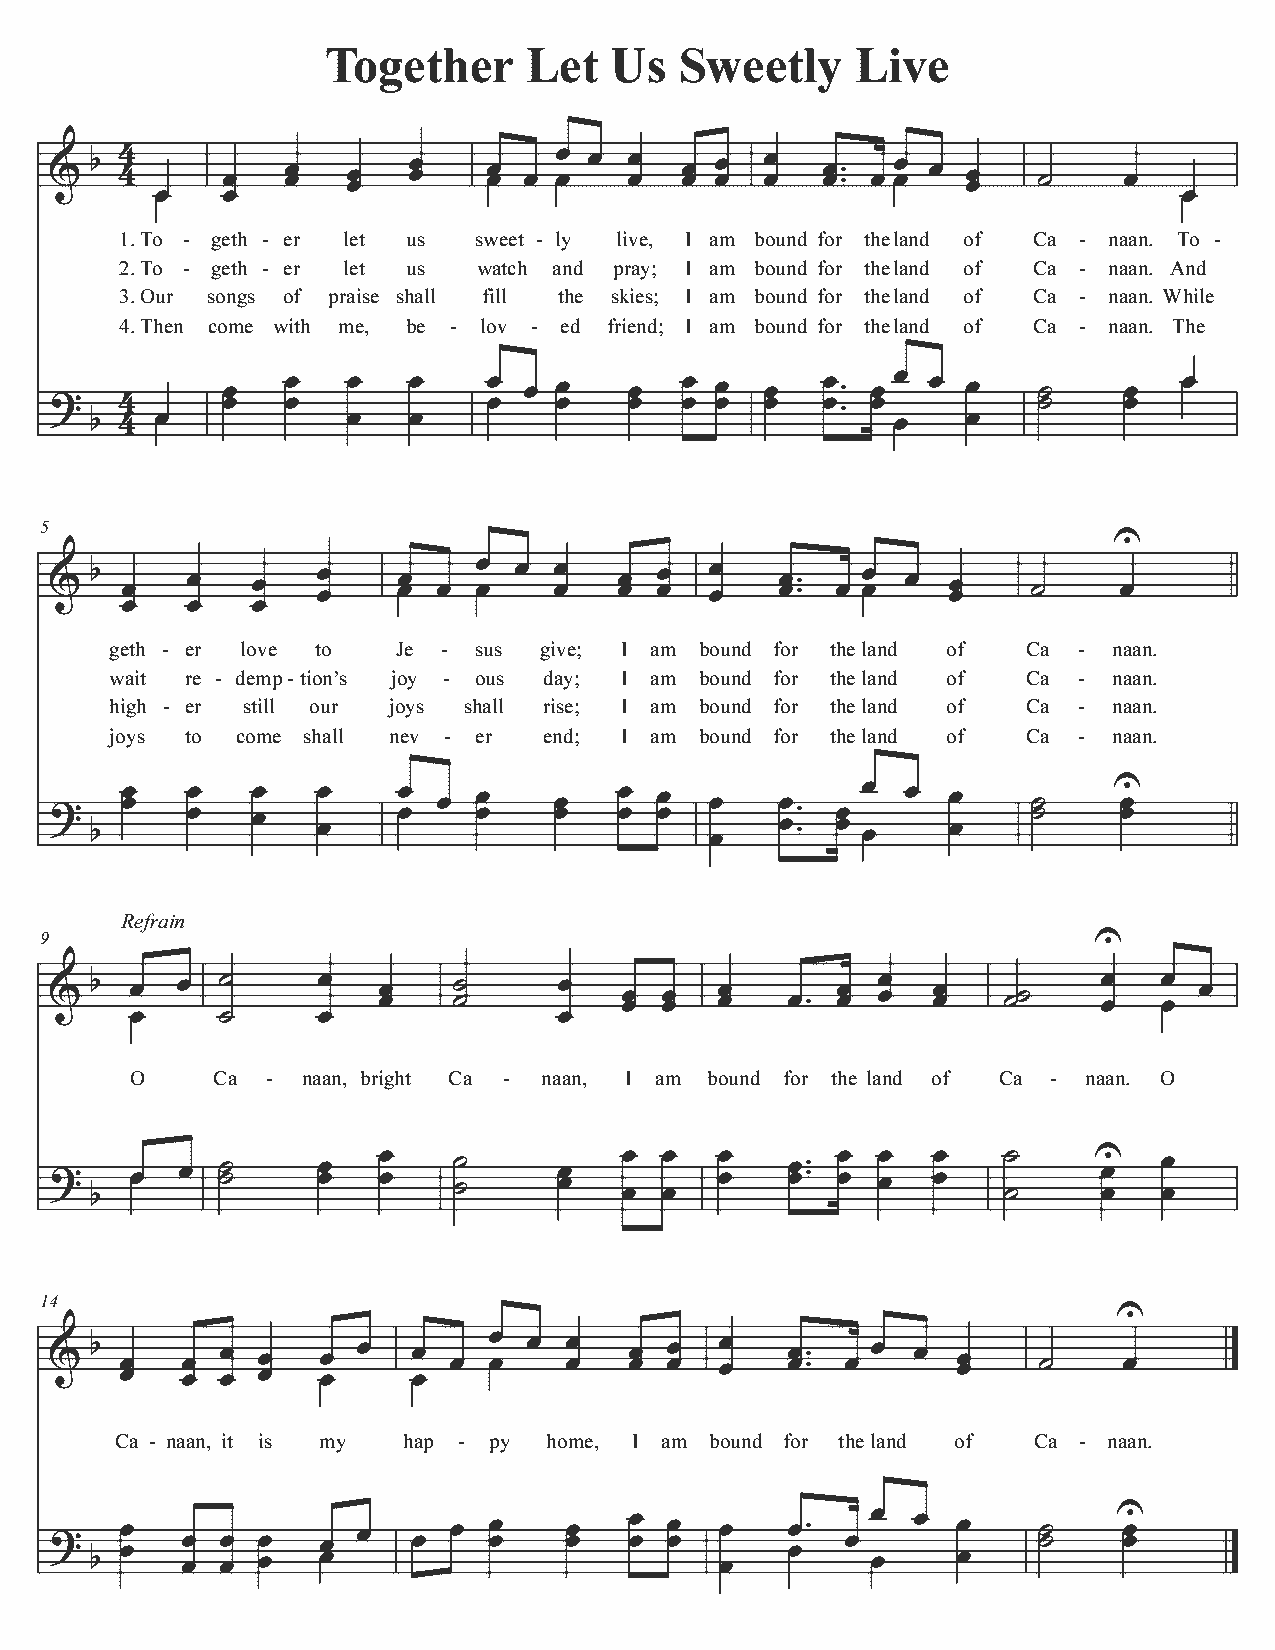 Together Let Us Sweetly Live
1. To - geth - er let us sweet - ly live, I am bound for the land of Ca - naan. To -
2. To - geth - er let us watch and pray; I am bound for the land of Ca - naan. And
3. Our songs of praise shall fill the skies; I am bound for the land of Ca - naan. While
4. Then come with me, be - lov - ed friend; I am bound for the land of Ca - naan. The
5
geth - er love to Je - sus give; I am bound for the land of Ca - naan.
wait re - demp - tion's joy - ous day; I am bound for the land of Ca - naan.
high - er still our joys shall rise; I am bound for the land of Ca - naan.
joys to come shall nev - er end; I am bound for the land of Ca - naan.
Refrain
9
O Ca - naan, bright Ca - naan, I am bound for the land of Ca - naan. O
14
Ca - naan, it is my hap - py home, I am bound for the land of Ca - naan.